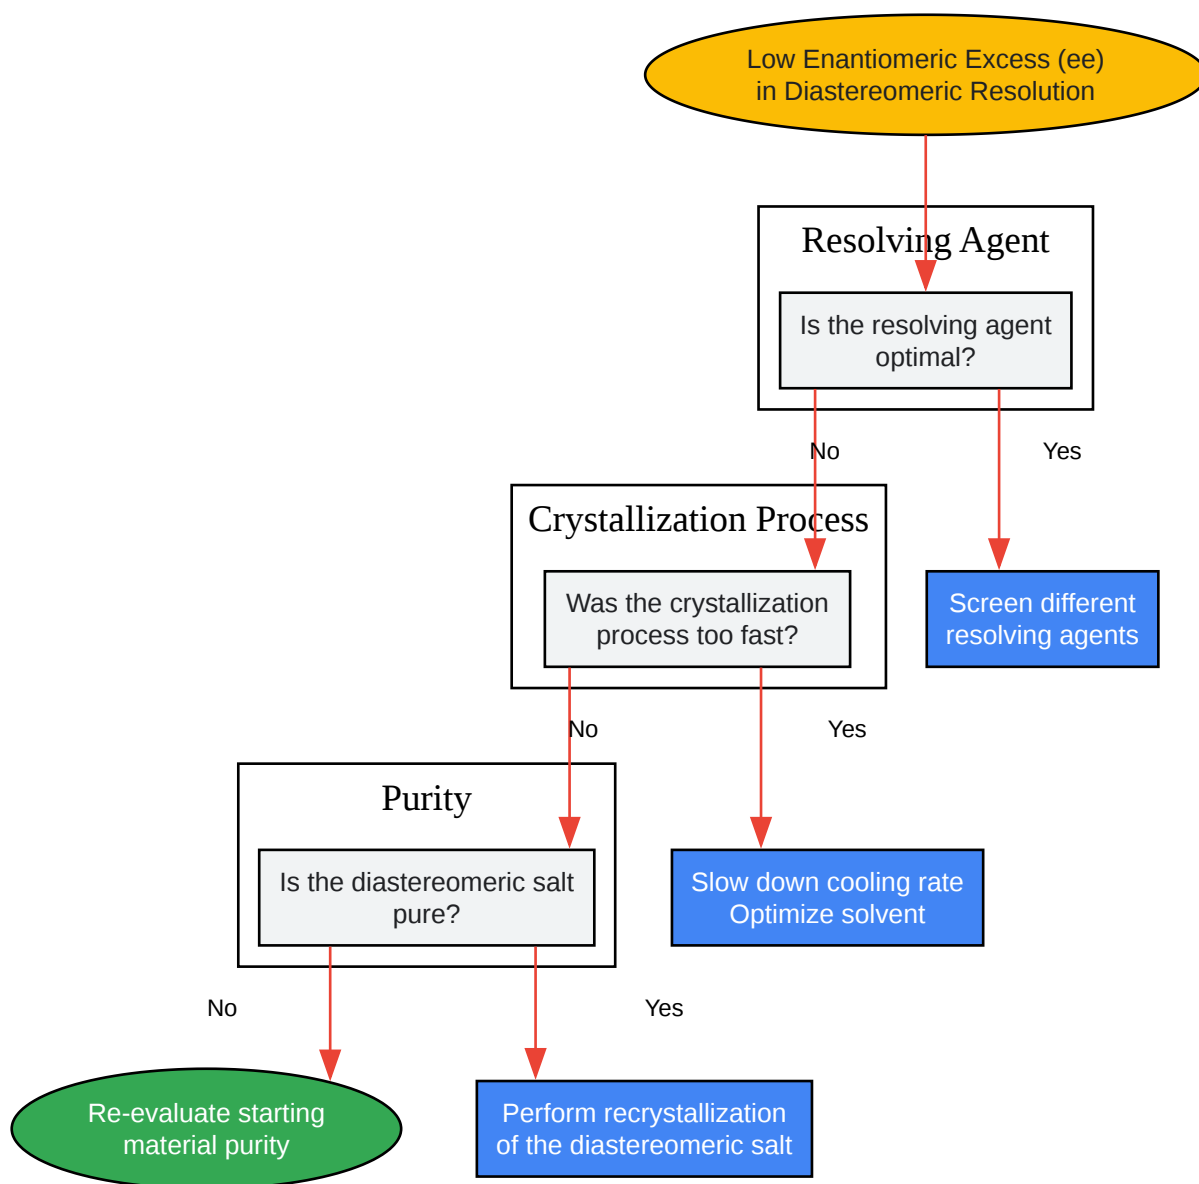 Low Enantiomeric Excess (ee)
in Diastereomeric Resolution
Resolving Agent
Is the resolving agent
optimal?
No
Yes
Crystallization Process
Was the crystallization
process too fast?
Screen different
resolving agents
No
Yes
Purity
Is the diastereomeric salt
pure?
Slow down cooling rate
Optimize solvent
No
Yes
Re-evaluate starting
material purity
Perform recrystallization
of the diastereomeric salt